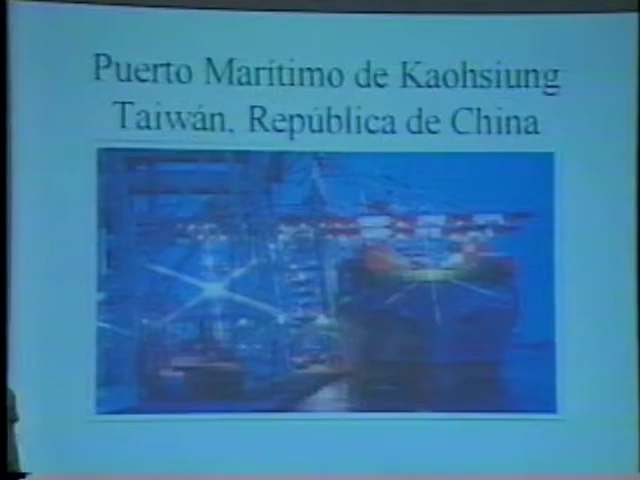 Puerto Marítimo de Kaohsiung
Taiwán. República de China